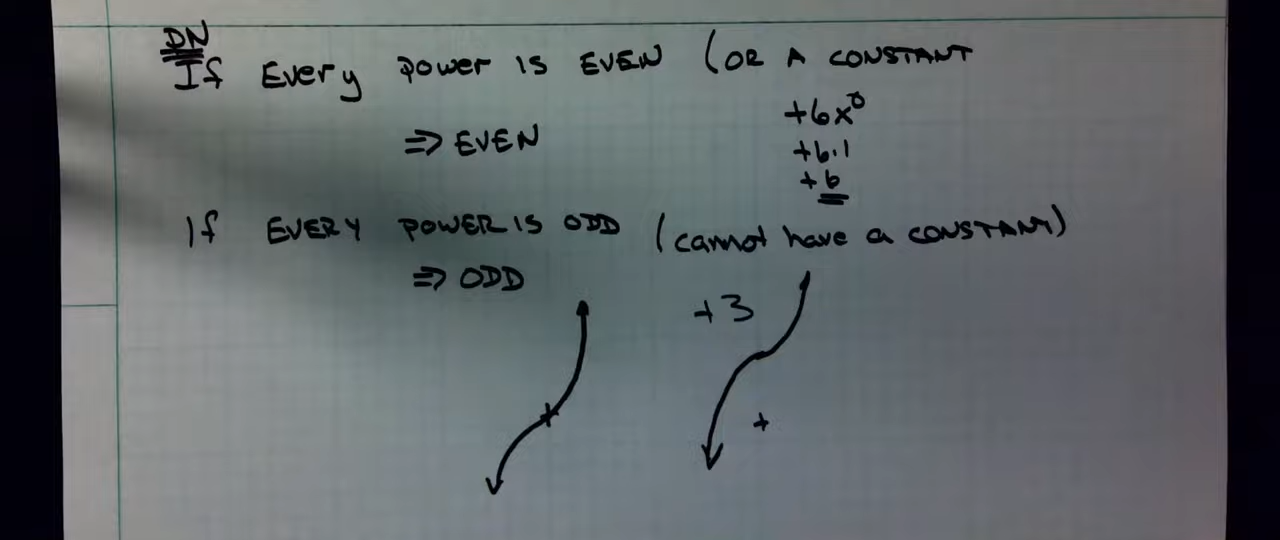 DN
If Every power is EVEN (OR A CONSTANT
+6x⁰
⇒ EVEN
+6·1
+6
If EVERY POWER IS ODD (cannot have a CONSTANT)
⇒ ODD
+3
+